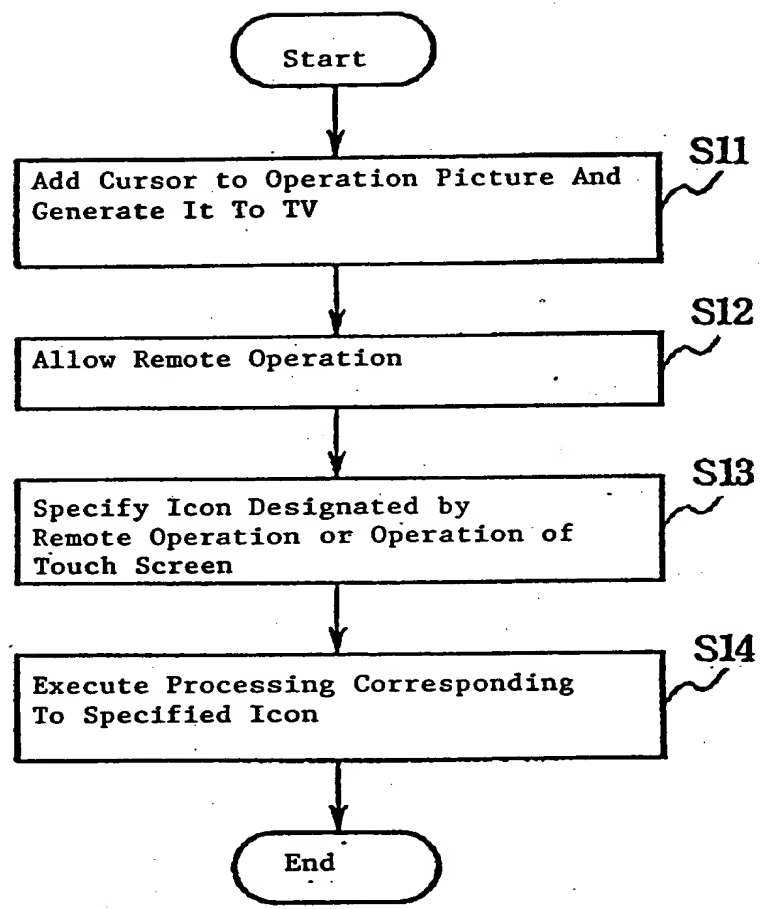 Start
S11
Add Cursor to Operation Picture And
Generate It To TV
S12
Allow Remote Operation
S13
Specify Icon Designated by
Remote Operation or Operation of
Touch Screen
S14
Execute Processing Corresponding
To Specified Icon
End